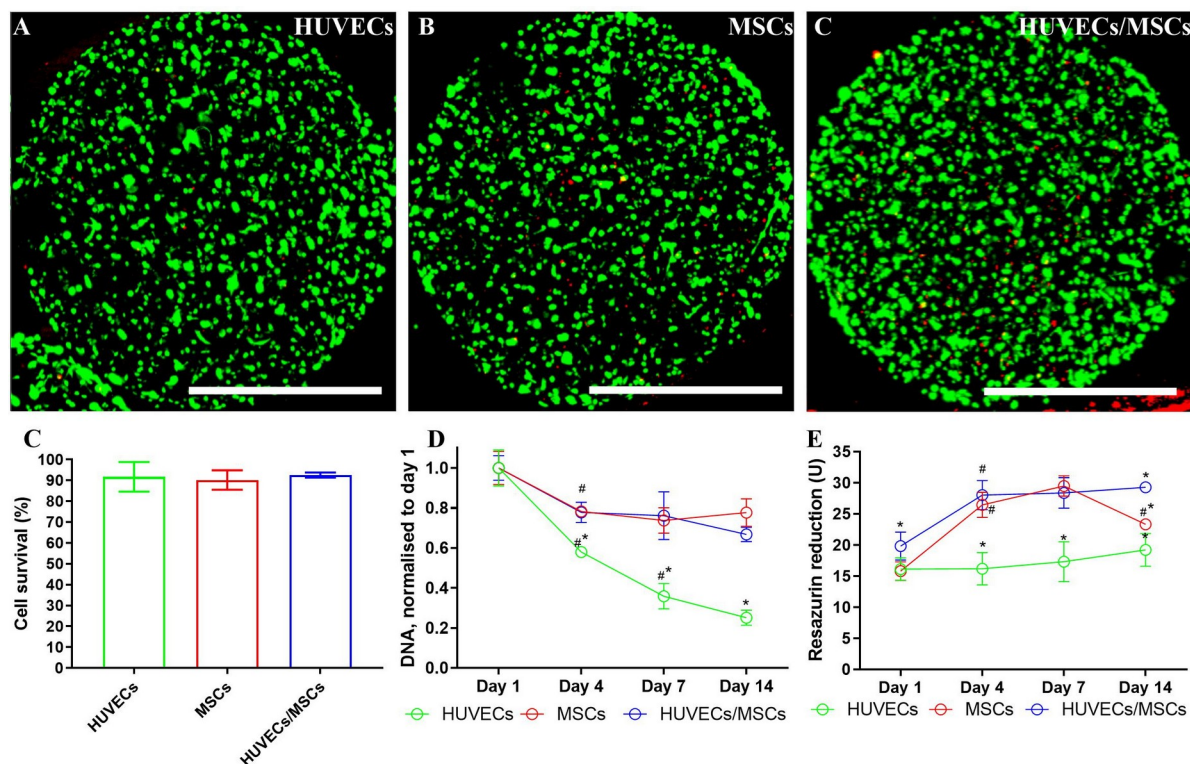 A HUVECs
B MSCs
C HUVECs/MSCs
C
Cell survival (%)
100
90
80
70
60
50
40
30
20
10
0
HUVECs
MSCs
HUVECs/MSCs
D
DNA, normalised to day 1
1.0
0.8
0.6
0.4
0.2
0.0
#
#*
#*
*
Day 1 Day 4 Day 7 Day 14
HUVECs MSCs HUVECs/MSCs
E
Resazurin reduction (U)
35
30
25
20
15
10
5
0
*
#
#
*
*
*
#*
*
Day 1 Day 4 Day 7 Day 14
HUVECs MSCs HUVECs/MSCs